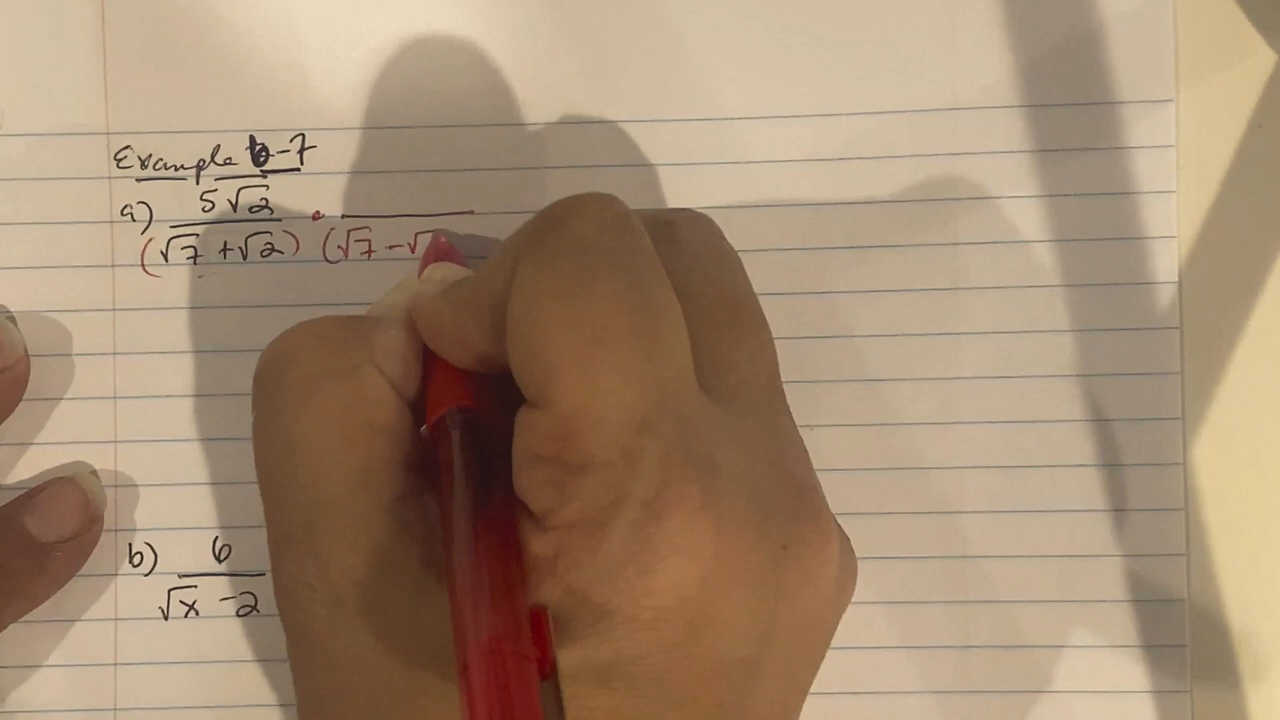 Example 6-7
a) 5√2 / (√7 + √2) • / (√7 - √
b) 6 / √x - 2